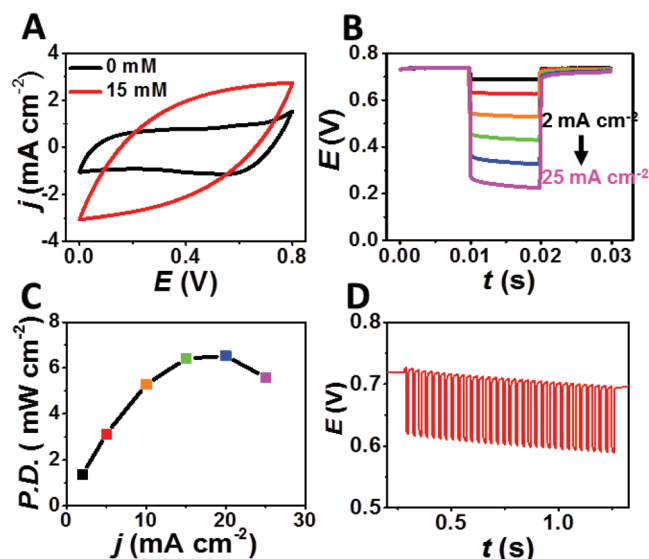 A
4
2
0
-2
-4
j (mA cm-2)
0 mM
15 mM
0.0
0.4
0.8
E (V)
B
0.8
0.6
0.4
0.2
0.0
E (V)
2 mA cm-2
25 mA cm-2
0.00
0.01
0.02
0.03
t (s)
C
8
6
4
2
0
P.D. ( mW cm-2)
0
10
20
30
j (mA cm-2)
D
0.8
0.7
0.6
0.5
E (V)
0.5
1.0
t (s)